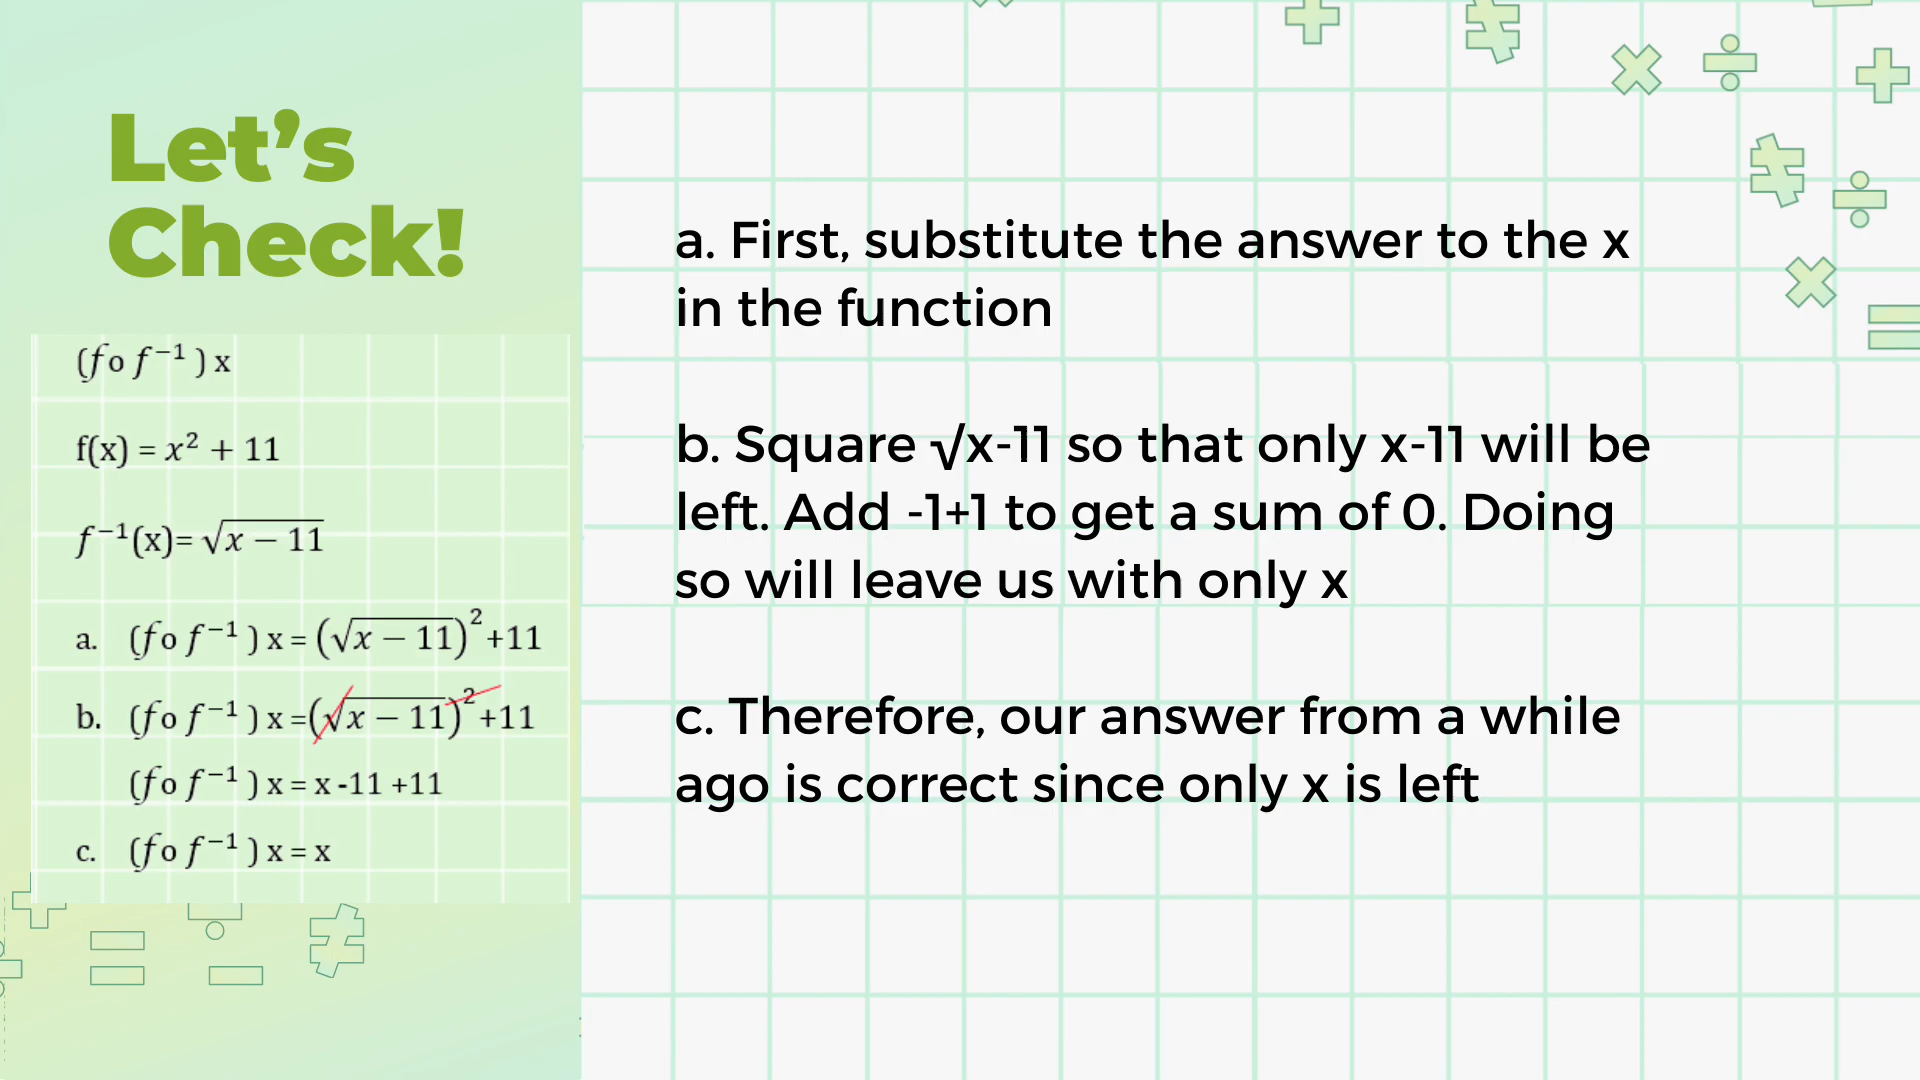 Let’s
Check!
(f o f⁻¹ ) x
f(x) = x² + 11
f⁻¹(x)= √(x − 11)
a. (f o f⁻¹ ) x = (√(x − 11))² +11
b. (f o f⁻¹ ) x =(√(x − 11))² +11
(f o f⁻¹ ) x = x -11 +11
c. (f o f⁻¹ ) x = x
a. First, substitute the answer to the x
in the function
b. Square √x-11 so that only x-11 will be
left. Add -1+1 to get a sum of 0. Doing
so will leave us with only x
c. Therefore, our answer from a while
ago is correct since only x is left